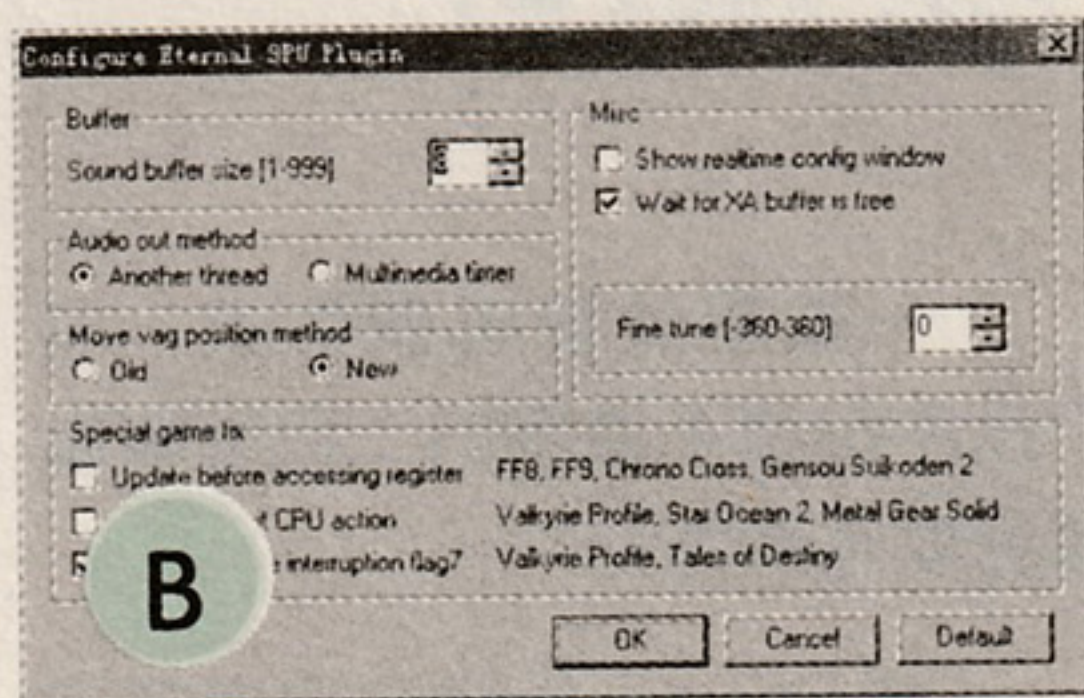 Configure Eternal SPU Plugin
Buffer
Sound buffer size [1-999]
Audio out method
Another thread
Multimedia timer
Move vag position method
Old
New
Misc
Show realtime config window
Wait for XA buffer is free
Fine tune [-360-360]
0
Special game fix
Update before accessing register
FF8, FF9, Chrono Cross, Gensou Suikoden 2
CPU action
Valkyrie Profile, Star Ocean 2, Metal Gear Solid
interruption flag?
Valkyrie Profile, Tales of Destiny
B
OK
Cancel
Default